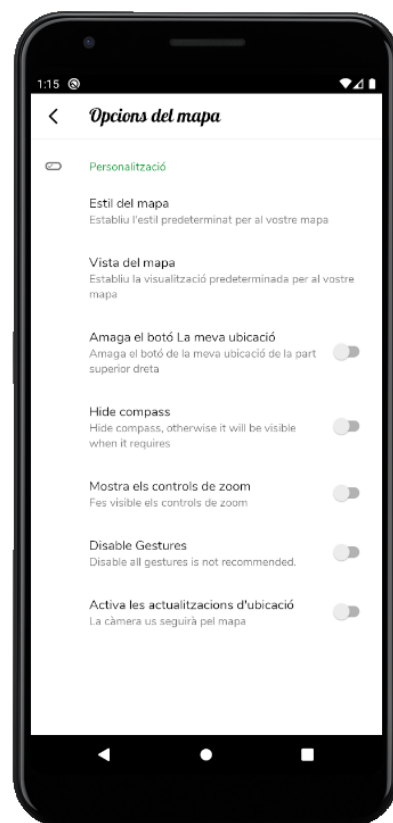 1:15
Opcions del mapa
Personalització
Estil del mapa
Establiu l'estil predeterminat per al vostre mapa
Vista del mapa
Establiu la visualització predeterminada per al vostre
mapa
Amaga el botó La meva ubicació
Amaga el botó de la meva ubicació de la part
superior dreta
Hide compass
Hide compass, otherwise it will be visible
when it requires
Mostra els controls de zoom
Fes visible els controls de zoom
Disable Gestures
Disable all gestures is not recommended.
Activa les actualitzacions d'ubicació
La càmera us seguirà pel mapa